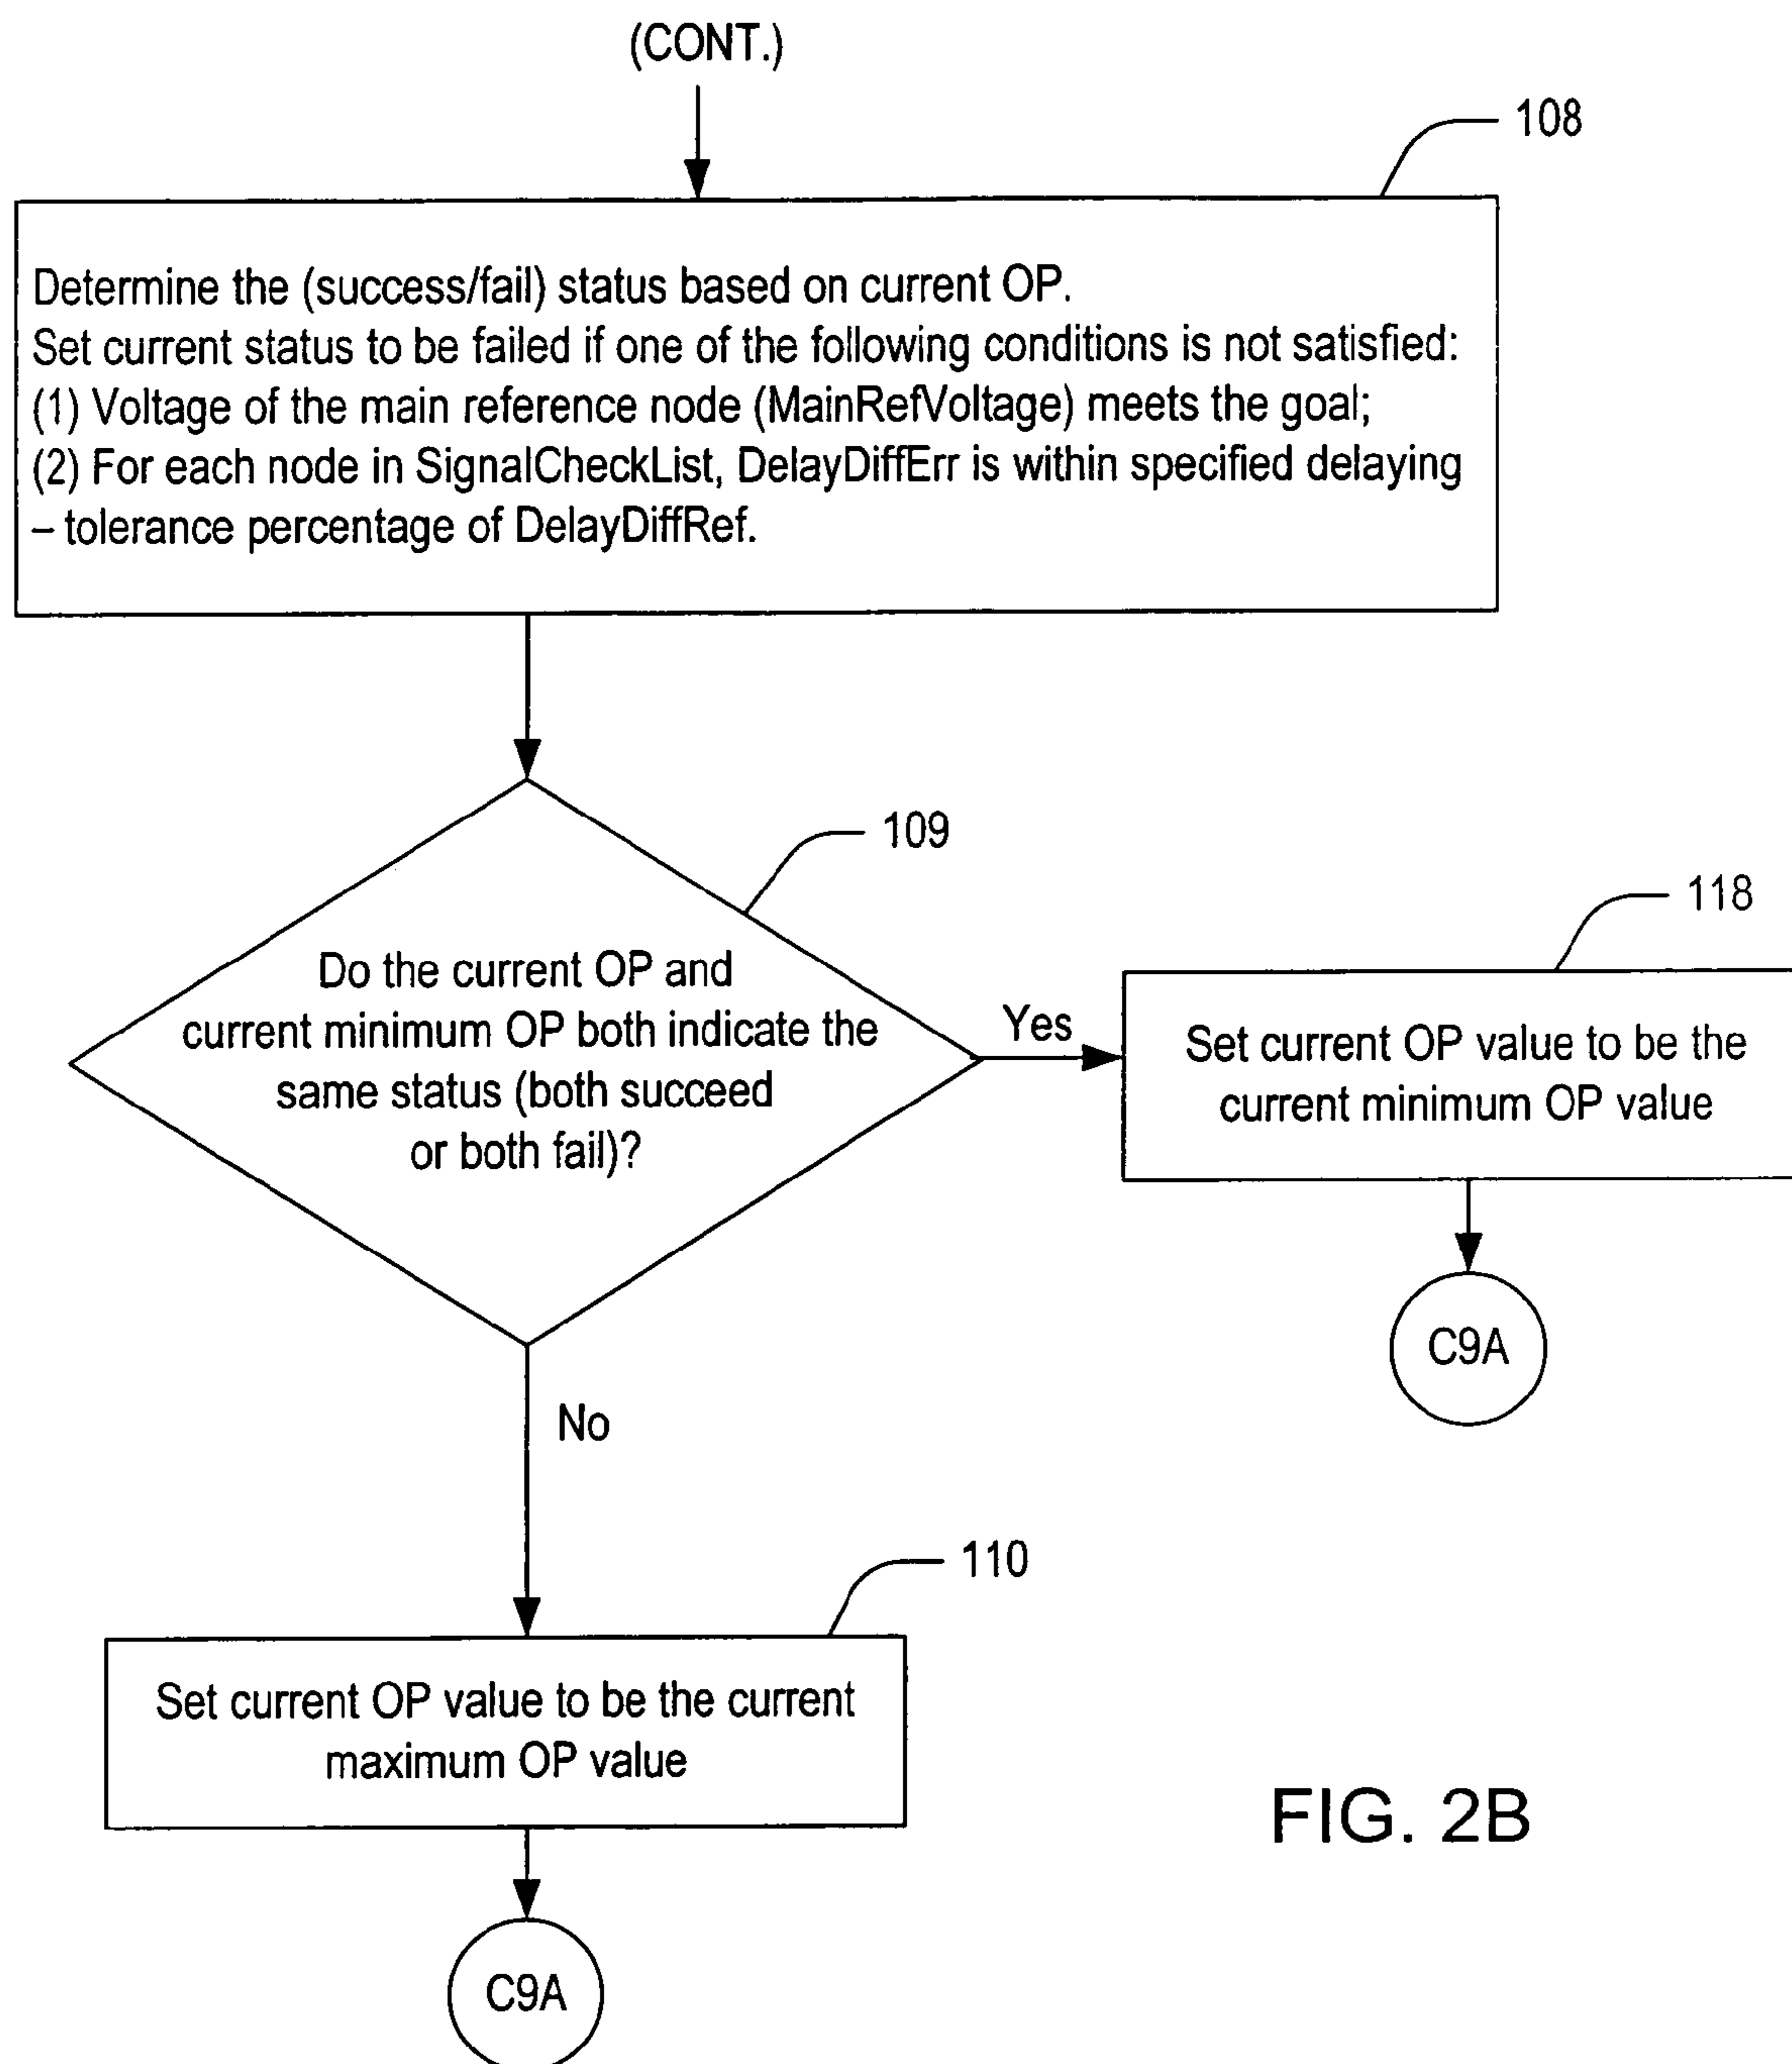 (CONT.)
108
Determine the (success/fail) status based on current OP.
Set current status to be failed if one of the following conditions is not satisfied:
(1) Voltage of the main reference node (MainRefVoltage) meets the goal;
(2) For each node in SignalCheckList, DelayDiffErr is within specified delaying
– tolerance percentage of DelayDiffRef.
109
Do the current OP and
current minimum OP both indicate the
same status (both succeed
or both fail)?
Yes
118
Set current OP value to be the
current minimum OP value
C9A
No
110
Set current OP value to be the current
maximum OP value
C9A
FIG. 2B